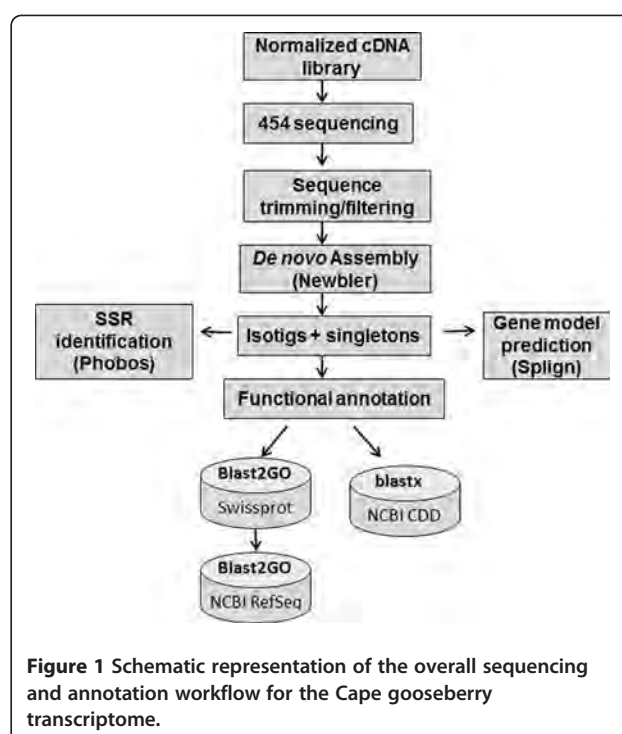 Normalized cDNA
library
454 sequencing
Sequence
trimming/filtering
De novo Assembly
(Newbler)
SSR
identification
(Phobos)
Isotigs + singletons
Gene model
prediction
(Splign)
Functional annotation
Blast2GO
Swissprot
blastx
NCBI CDD
Blast2GO
NCBI RefSeq
Figure 1 Schematic representation of the overall sequencing
and annotation workflow for the Cape gooseberry
transcriptome.